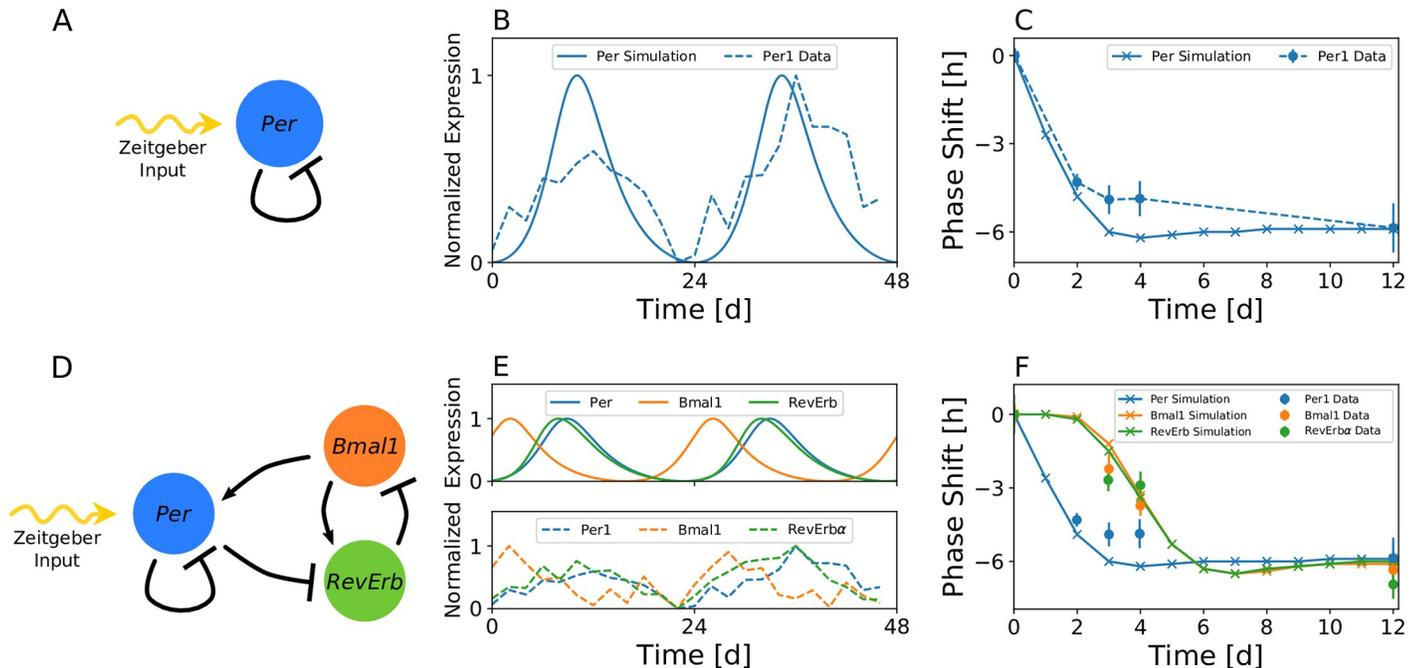 A
Per
Zeitgeber
Input
B
Normalized Expression
Per Simulation
Per1 Data
1
0
0
24
48
Time [d]
C
Phase Shift [h]
Per Simulation
Per1 Data
0
−3
−6
0
2
4
6
8
10
12
Time [d]
D
Bmal1
Per
Zeitgeber
Input
RevErb
E
Normalized Expression
Per
Bmal1
RevErb
1
0
Per1
Bmal1
RevErbα
1
0
0
24
48
Time [d]
F
Phase Shift [h]
Per Simulation
Bmal1 Simulation
RevErb Simulation
Per1 Data
Bmal1 Data
RevErbα Data
0
−3
−6
0
2
4
6
8
10
12
Time [d]